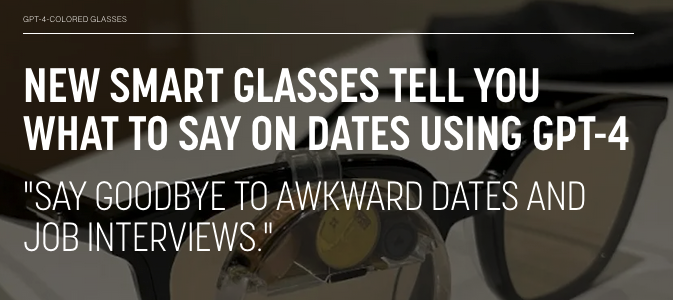 GPT-4-COLORED GLASSES
NEW SMART GLASSES TELL YOU
WHAT TO SAY ON DATES USING GPT-4
"SAY GOODBYE TO AWKWARD DATES AND
JOB INTERVIEWS."